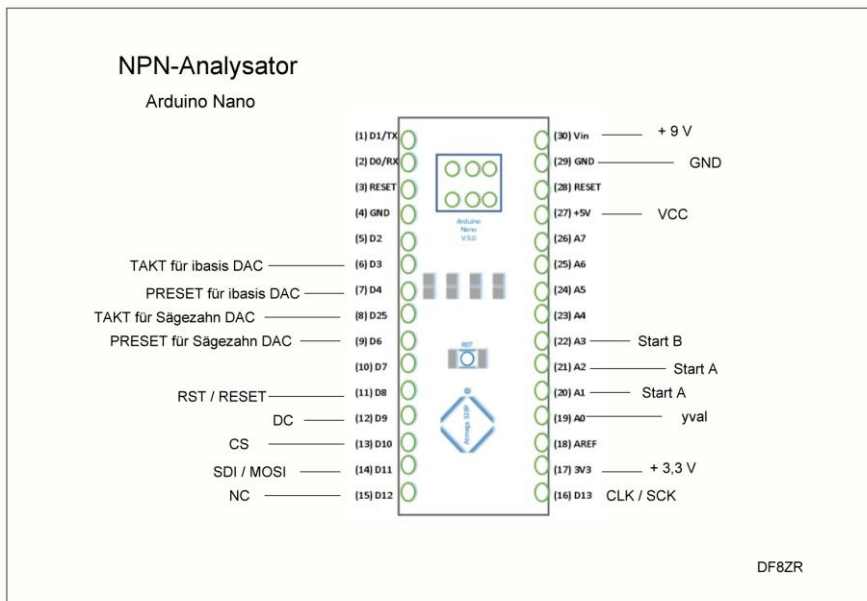 NPN-Analysator
Arduino Nano
(1) D1/TX
(30) Vin
+ 9 V
(2) D0/RX
(29) GND
GND
(3) RESET
(28) RESET
(4) GND
(27) +5V
VCC
Arduino
Nano
V3.0
(5) D2
(26) A7
TAKT für ibasis DAC
(6) D3
(25) A6
PRESET für ibasis DAC
(7) D4
(24) A5
TAKT für Sägezahn DAC
(8) D25
(23) A4
PRESET für Sägezahn DAC
(9) D6
RST
(22) A3
Start B
(10) D7
(21) A2
Start A
RST / RESET
(11) D8
(20) A1
Start A
DC
(12) D9
Atmega 328P
(19) A0
yval
CS
(13) D10
(18) AREF
SDI / MOSI
(14) D11
(17) 3V3
+ 3,3 V
NC
(15) D12
(16) D13
CLK / SCK
DF8ZR